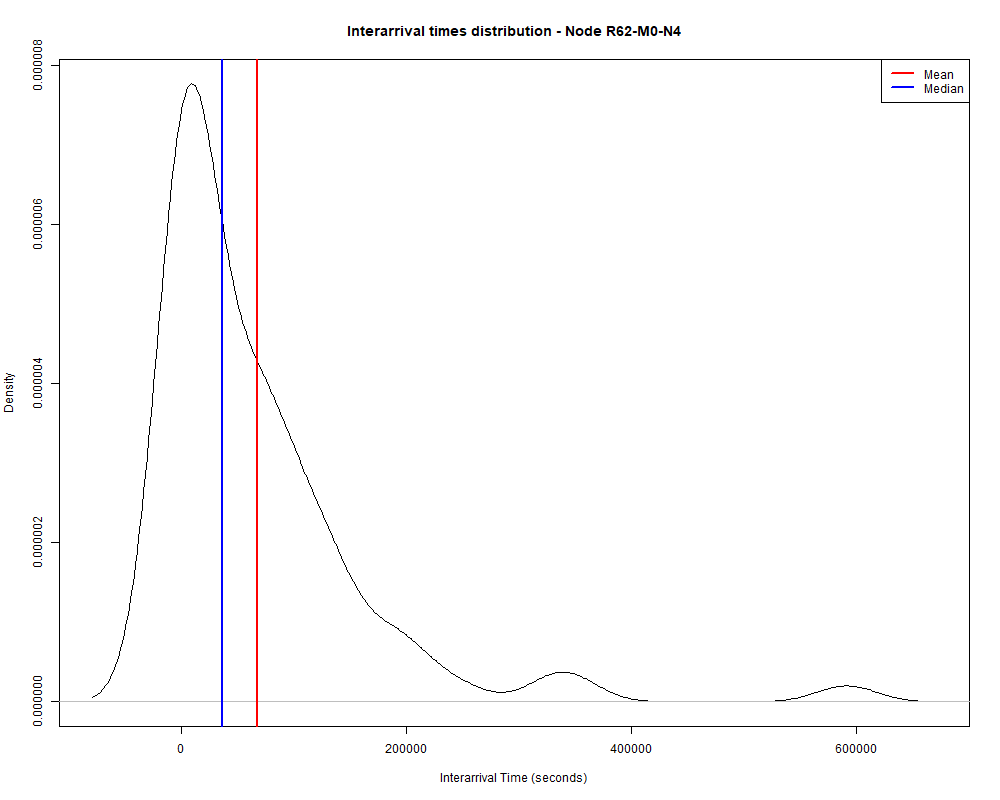 Interarrival times distribution - Node R62-M0-N4
Mean
Median
0.000008
0.000006
0.000004
0.000002
0.000000
Density
0 200000 400000 600000
Interarrival Time (seconds)